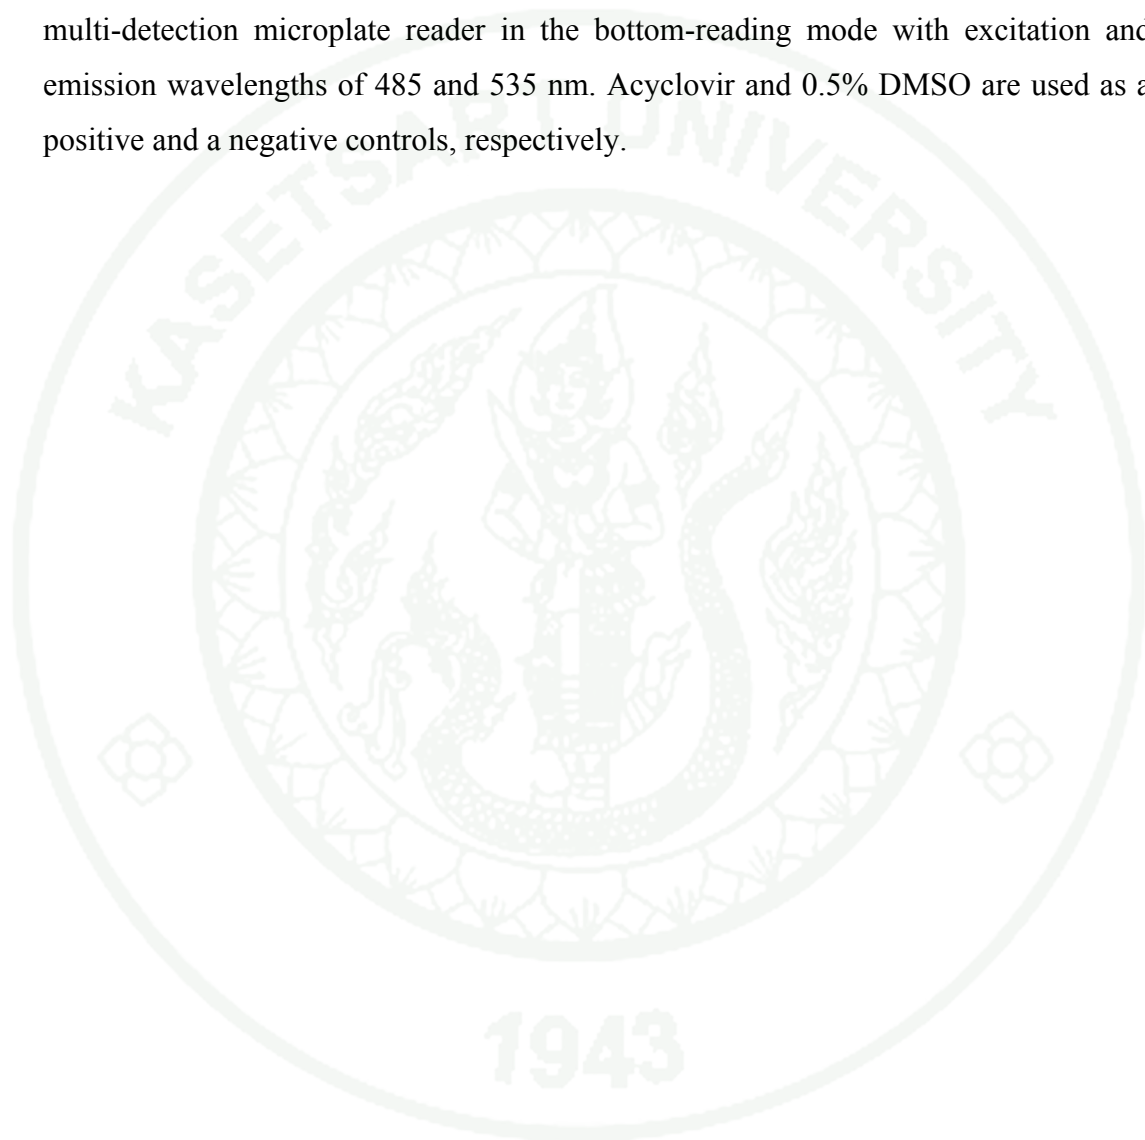 multi-detection microplate reader in the bottom-reading mode with excitation and
emission wavelengths of 485 and 535 nm. Acyclovir and 0.5% DMSO are used as a
positive and a negative controls, respectively.
KASETSART UNIVERSITY
1943